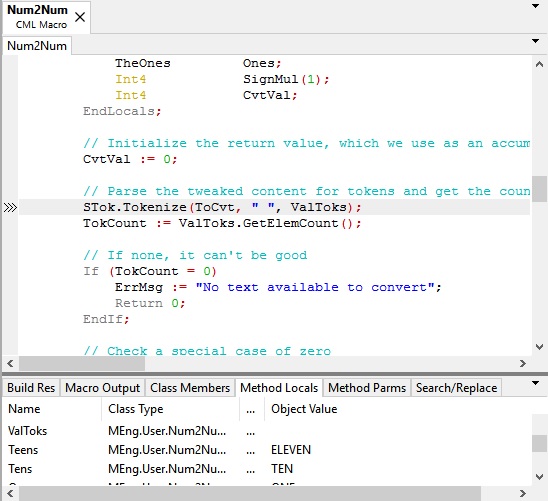 Num2Num
CML Macro
Num2Num
TheOnes Ones;
Int4 SignMul(1);
Int4 CvtVal;
EndLocals;
// Initialize the return value, which we use as an accum
CvtVal := 0;
// Parse the tweaked content for tokens and get the coun
STok.Tokenize(ToCvt, " ", ValToks);
TokCount := ValToks.GetElemCount();
// If none, it can't be good
If (TokCount = 0)
ErrMsg := "No text available to convert";
Return 0;
EndIf;
// Check a special case of zero
Build Res Macro Output Class Members Method Locals Method Parms Search/Replace
Name Class Type ... Object Value
ValToks MEng.User.Num2Nu... ...
Teens MEng.User.Num2Nu... ... ELEVEN
Tens MEng.User.Num2Nu... ... TEN